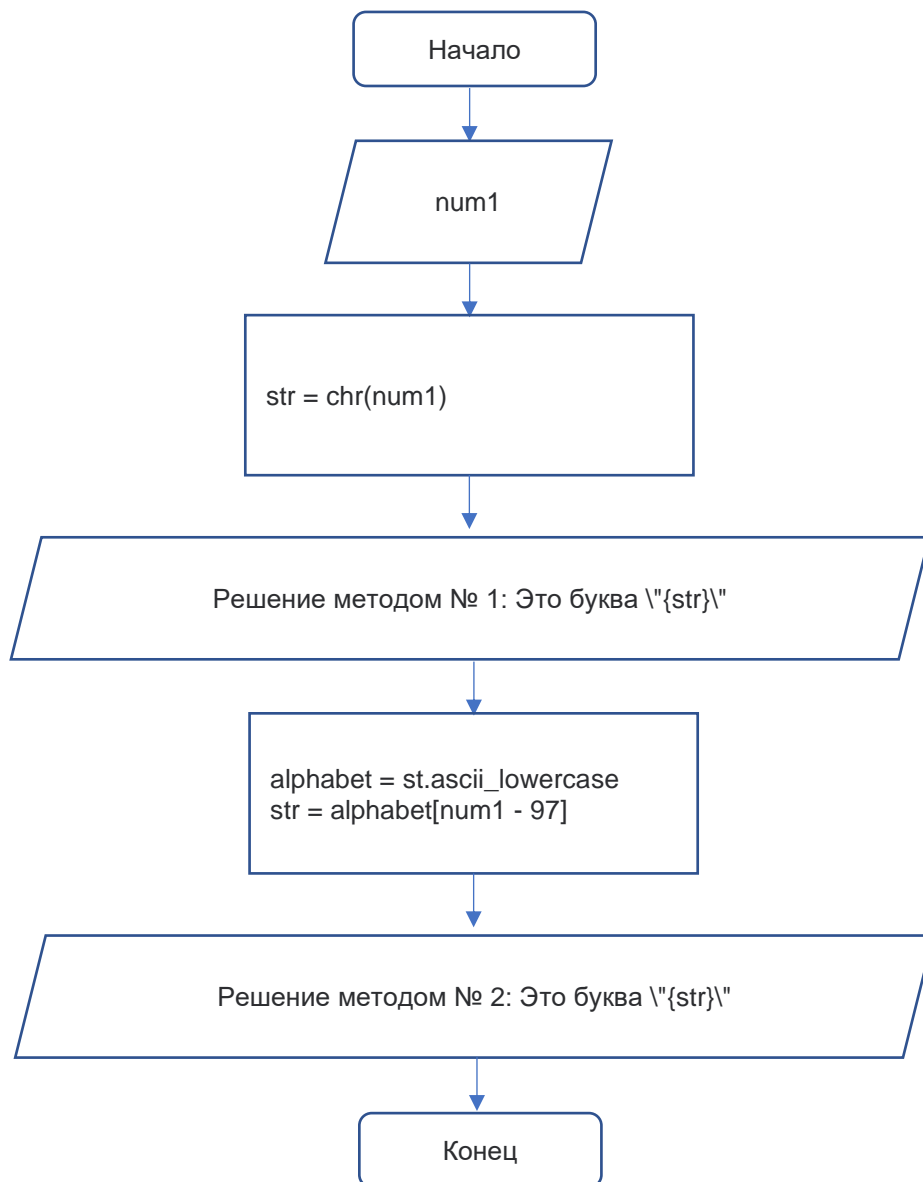 Начало
num1
str = chr(num1)
Решение методом № 1: Это буква \"{str}\"
alphabet = st.ascii_lowercase
str = alphabet[num1 - 97]
Решение методом № 2: Это буква \"{str}\"
Конец